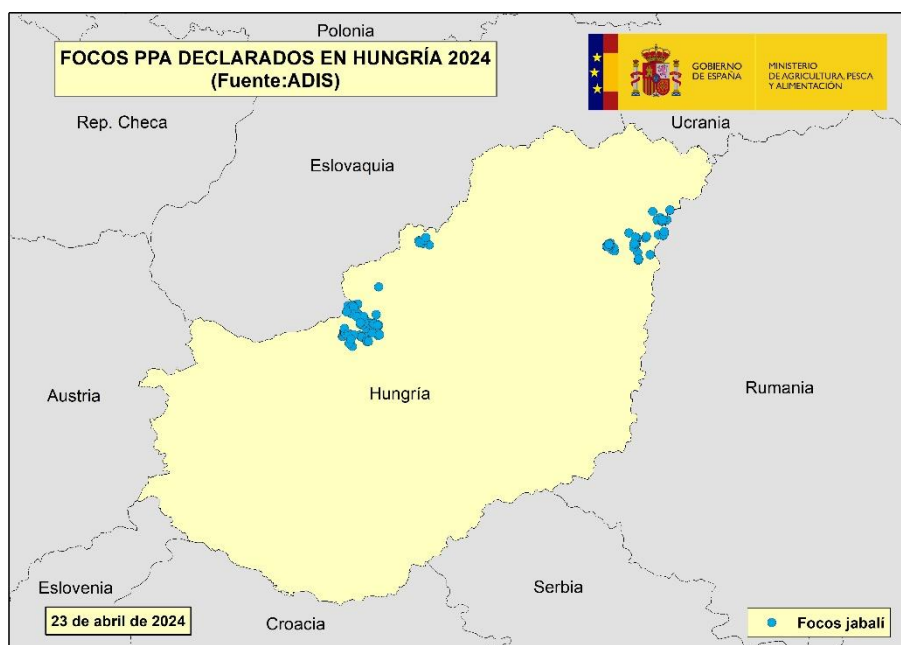 Polonia
FOCOS PPA DECLARADOS EN HUNGRÍA 2024
(Fuente:ADIS)
GOBIERNO
DE ESPAÑA
MINISTERIO
DE AGRICULTURA, PESCA
Y ALIMENTACIÓN
Rep. Checa
Ucrania
Eslovaquia
Austria
Hungría
Rumania
Eslovenia
Serbia
23 de abril de 2024
Croacia
Focos jabalí